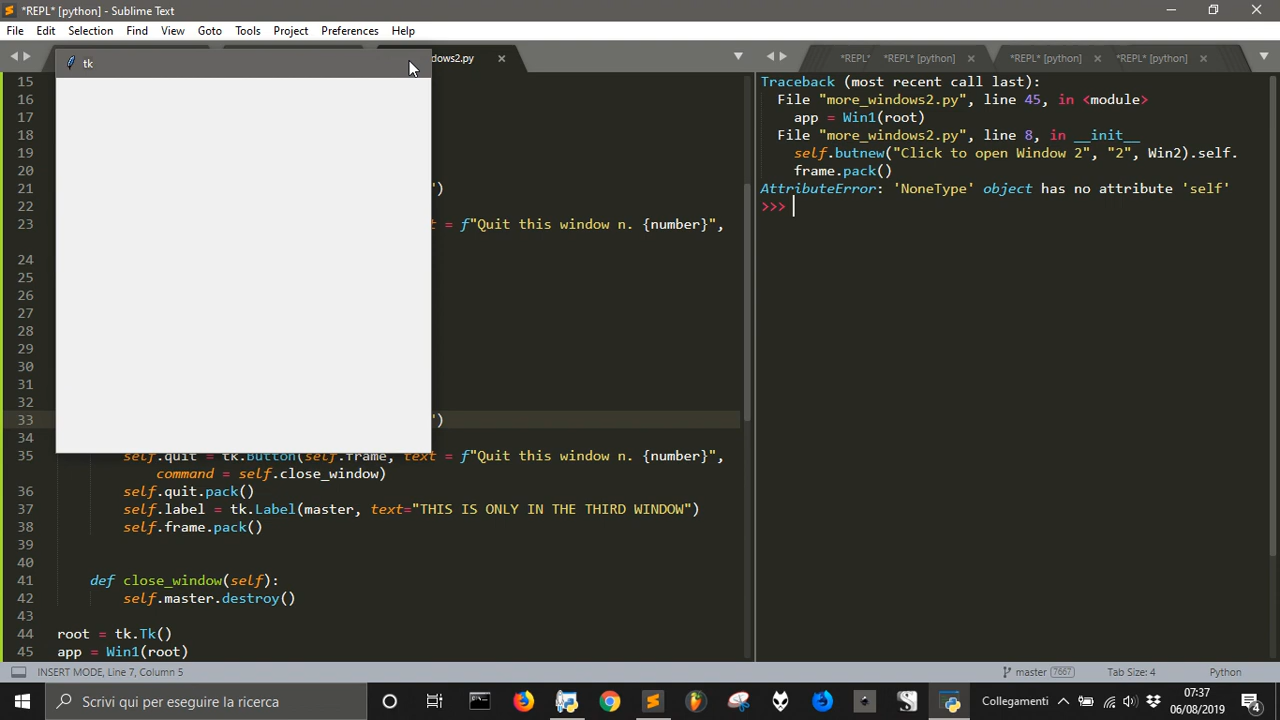 *REPL* [python] - Sublime Text
File Edit Selection Find View Goto Tools Project Preferences Help
tk
dows2.py
*REPL* *REPL* [python] *REPL* [python] *REPL* [python]
15
16
17
18
19
20
21 ')
22
23 t = f"Quit this window n. {number}",
24
25
26
27
28
29
30
31
32
33 ')
34
35 self.quit = tk.Button(self.frame, text = f"Quit this window n. {number}",
command = self.close_window)
36 self.quit.pack()
37 self.label = tk.Label(master, text="THIS IS ONLY IN THE THIRD WINDOW")
38 self.frame.pack()
39
40
41 def close_window(self):
42 self.master.destroy()
43
44 root = tk.Tk()
45 app = Win1(root)
Traceback (most recent call last):
File "more_windows2.py", line 45, in <module>
app = Win1(root)
File "more_windows2.py", line 8, in __init__
self.butnew("Click to open Window 2", "2", Win2).self.
frame.pack()
AttributeError: 'NoneType' object has no attribute 'self'
>>>
INSERT MODE, Line 7, Column 5
master 7667 Tab Size: 4 Python
Scrivi qui per eseguire la ricerca
Collegamenti
07:37
06/08/2019
4